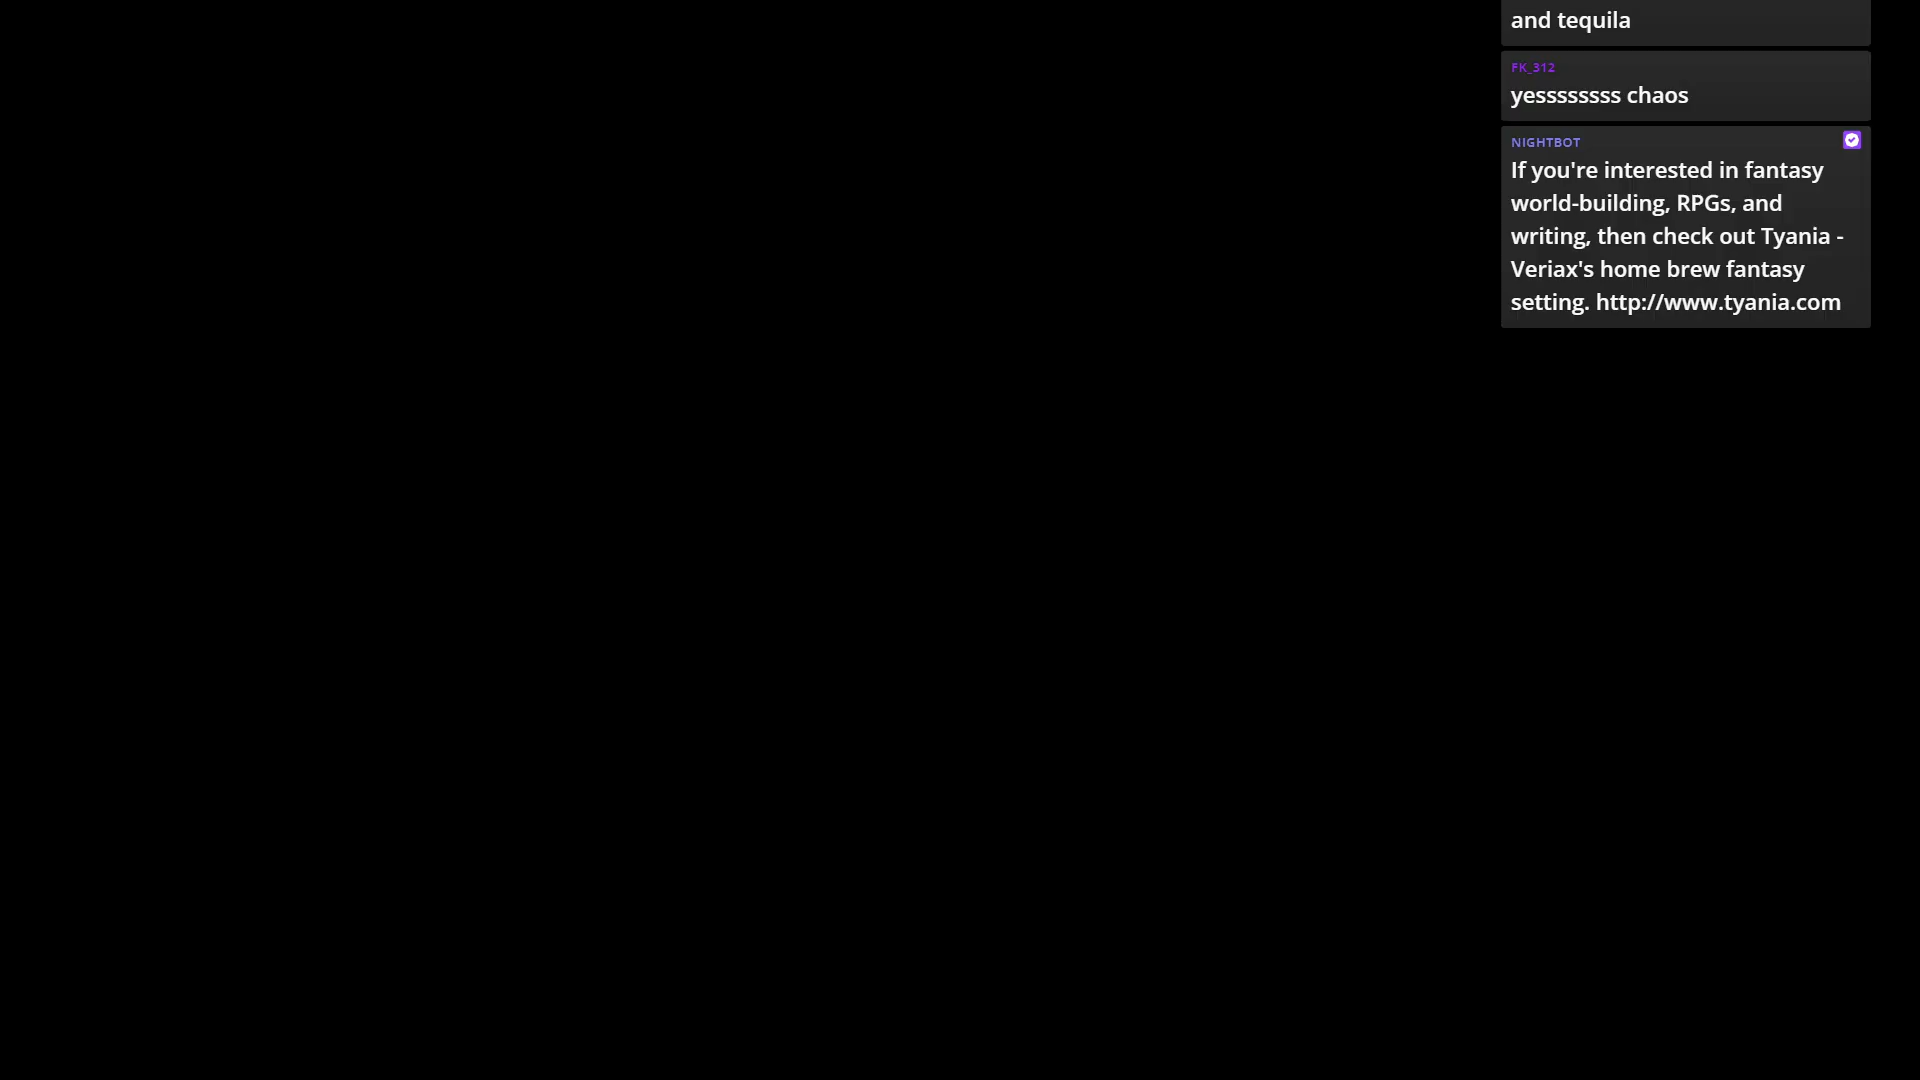 and tequila
FK_312
yessssssss chaos
NIGHTBOT
If you're interested in fantasy
world-building, RPGs, and
writing, then check out Tyania -
Veriax's home brew fantasy
setting. http://www.tyania.com